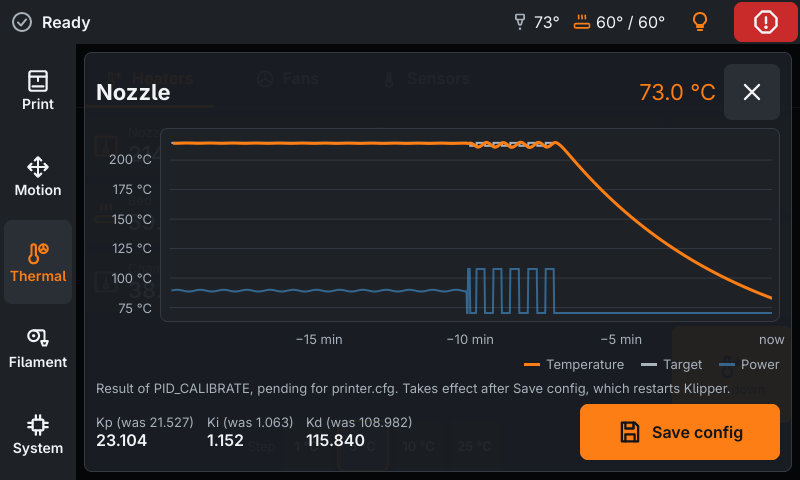 Ready
73°
60° / 60°
Print
Motion
Thermal
Filament
System
Heaters
Fans
Sensors
Nozzle
73.0 °C
200 °C
175 °C
150 °C
125 °C
100 °C
75 °C
−15 min
−10 min
−5 min
now
Temperature
Target
Power
Result of PID_CALIBRATE, pending for printer.cfg. Takes effect after Save config, which restarts Klipper.
Kp (was 21.527)
Ki (was 1.063)
Kd (was 108.982)
23.104
1.152
115.840
Save config
Step
10 °C
25 °C